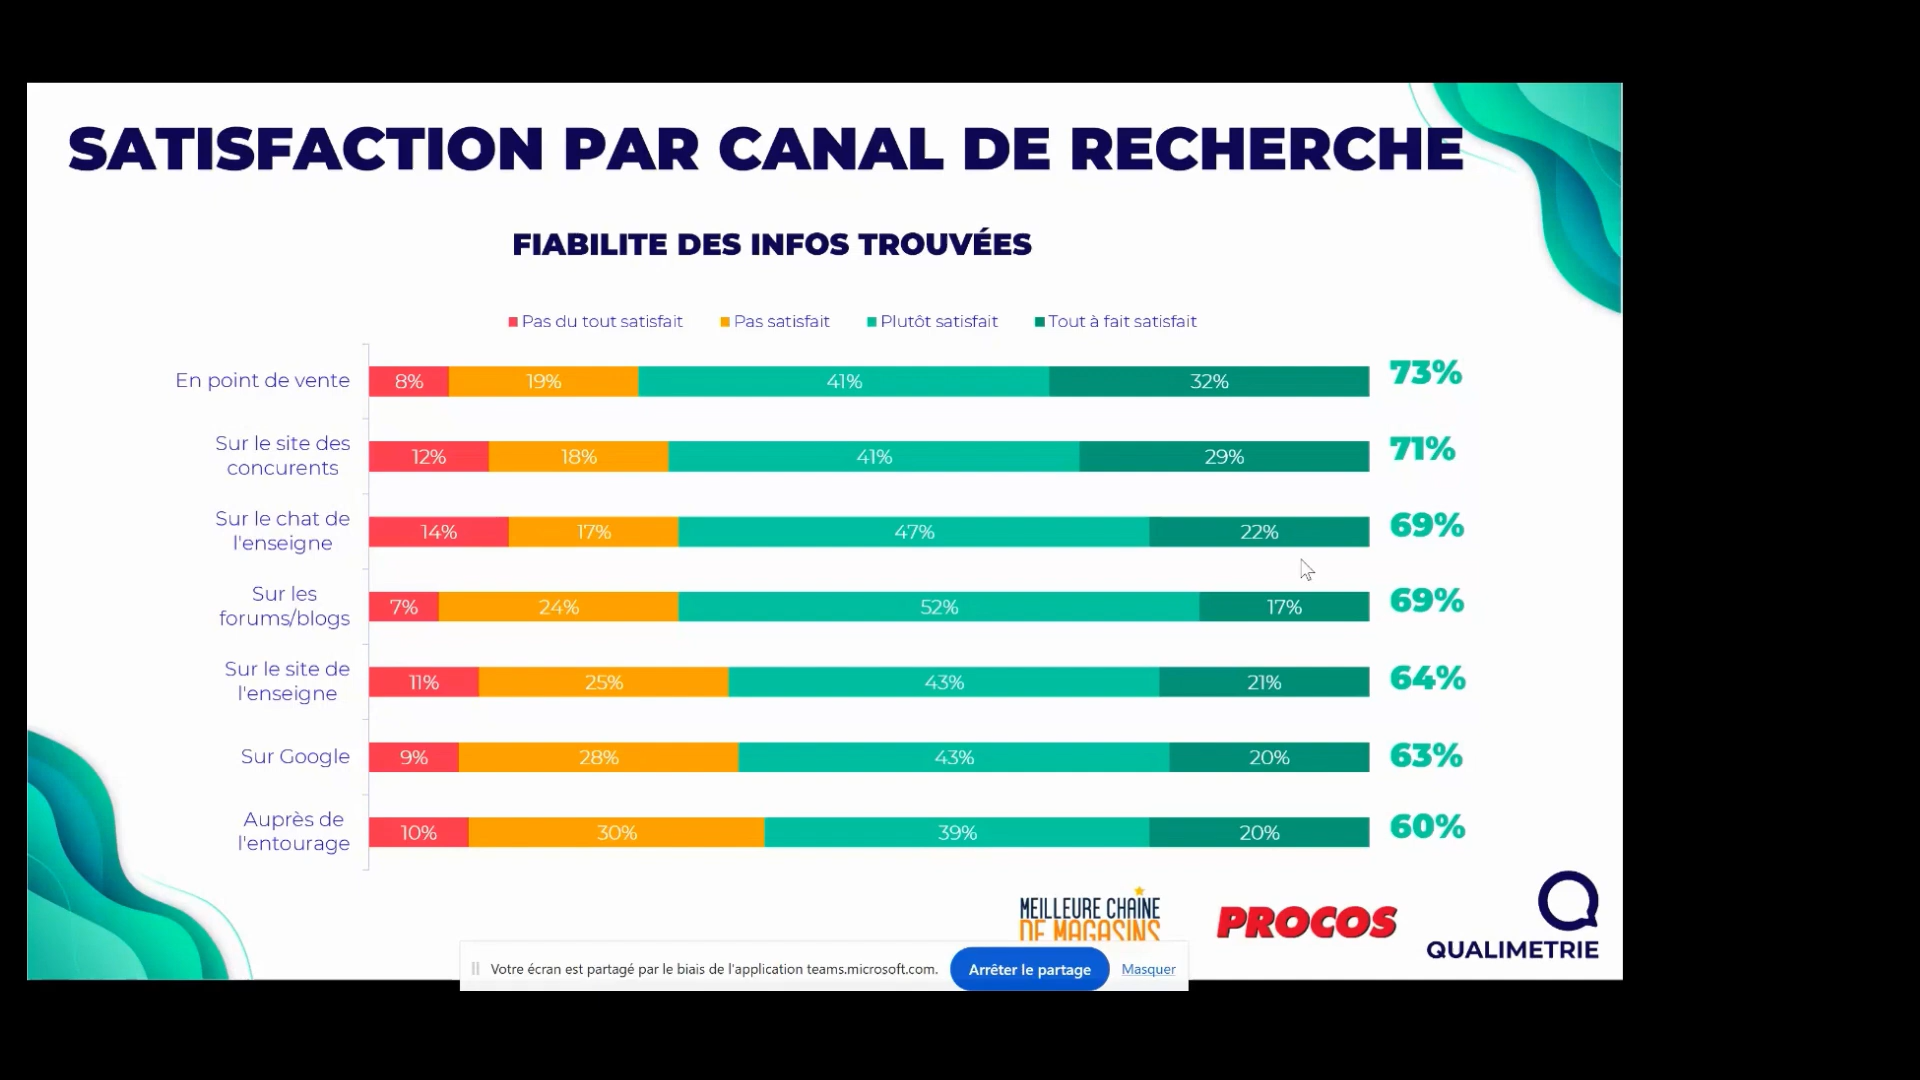 SATISFACTION PAR CANAL DE RECHERCHE
FIABILITE DES INFOS TROUVÉES
Pas du tout satisfait Pas satisfait Plutôt satisfait Tout à fait satisfait
En point de vente 8% 19% 41% 32% 73%
Sur le site des
concurents 12% 18% 41% 29% 71%
Sur le chat de
l'enseigne 14% 17% 47% 22% 69%
Sur les
forums/blogs 7% 24% 52% 17% 69%
Sur le site de
l'enseigne 11% 25% 43% 21% 64%
Sur Google 9% 28% 43% 20% 63%
Auprès de
l'entourage 10% 30% 39% 20% 60%
MEILLEURE CHAÎNE
DE MAGASINS
PROCOS
QUALIMETRIE
Votre écran est partagé par le biais de l'application teams.microsoft.com. Arrêter le partage Masquer